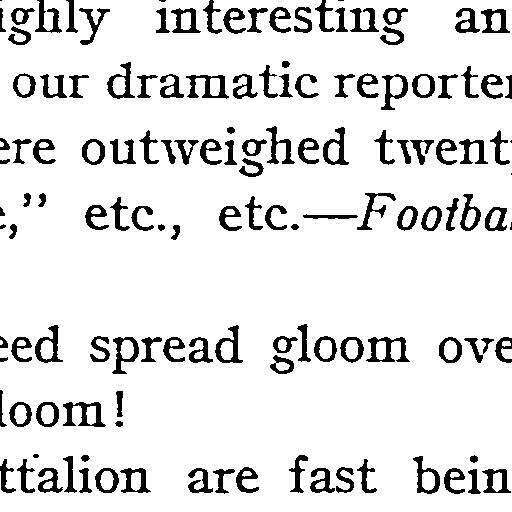 ighly interesting an
our dramatic reporter
ere outweighed twent
e," etc., etc.—Footba
eed spread gloom ove
loom!
ttalion are fast bein